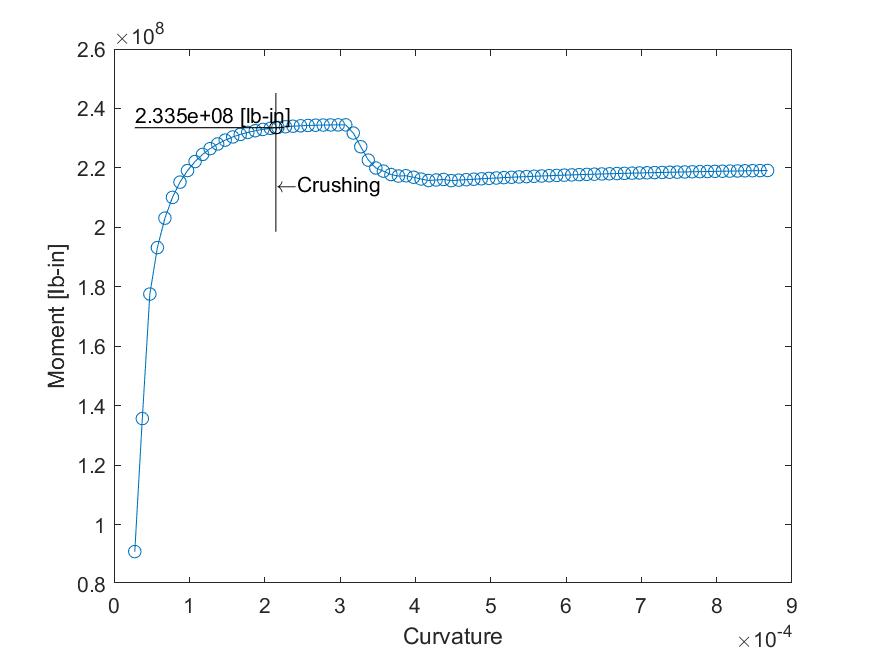 ×10⁸
2.6
2.4
2.335e+08 [lb-in]
2.2
←Crushing
2
1.8
Moment [lb-in]
1.6
1.4
1.2
1
0.8
0 1 2 3 4 5 6 7 8 9
Curvature
×10⁻⁴